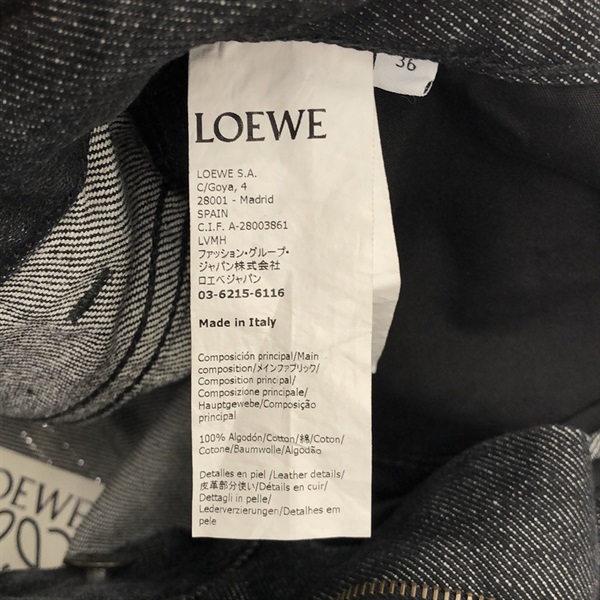 36
LOEWE
LOEWE S.A.
C/Goya, 4
28001 - Madrid
SPAIN
C.I.F. A-28003861
LVMH
ファッション・グループ・
ジャパン株式会社
ロエベジャパン
03-6215-6116
Made in Italy
Composición principal/Main
composition/メインファブリック/
Composition principal/
Composizione principale/
Hauptgewebe/Composição
principal
100% Algodón/Cotton/綿/Coton/
Cotone/Baumwolle/Algodão
Detalles en piel /Leather details/
皮革部分使い/Détails en cuir/
Dettagli in pelle/
Lederverzierungen/Detalhes em
pele
LOEWE